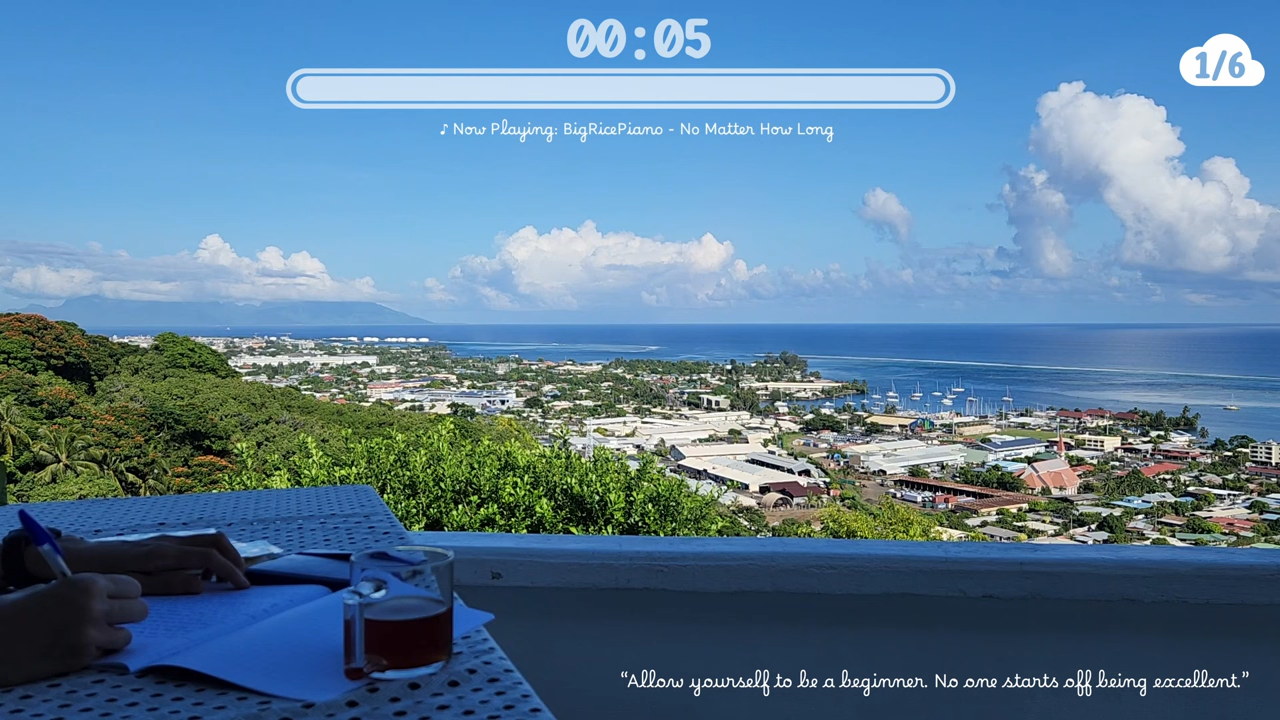 00:05
1/6
♪ Now Playing: BigRicePiano - No Matter How Long
“Allow yourself to be a beginner. No one starts off being excellent.”